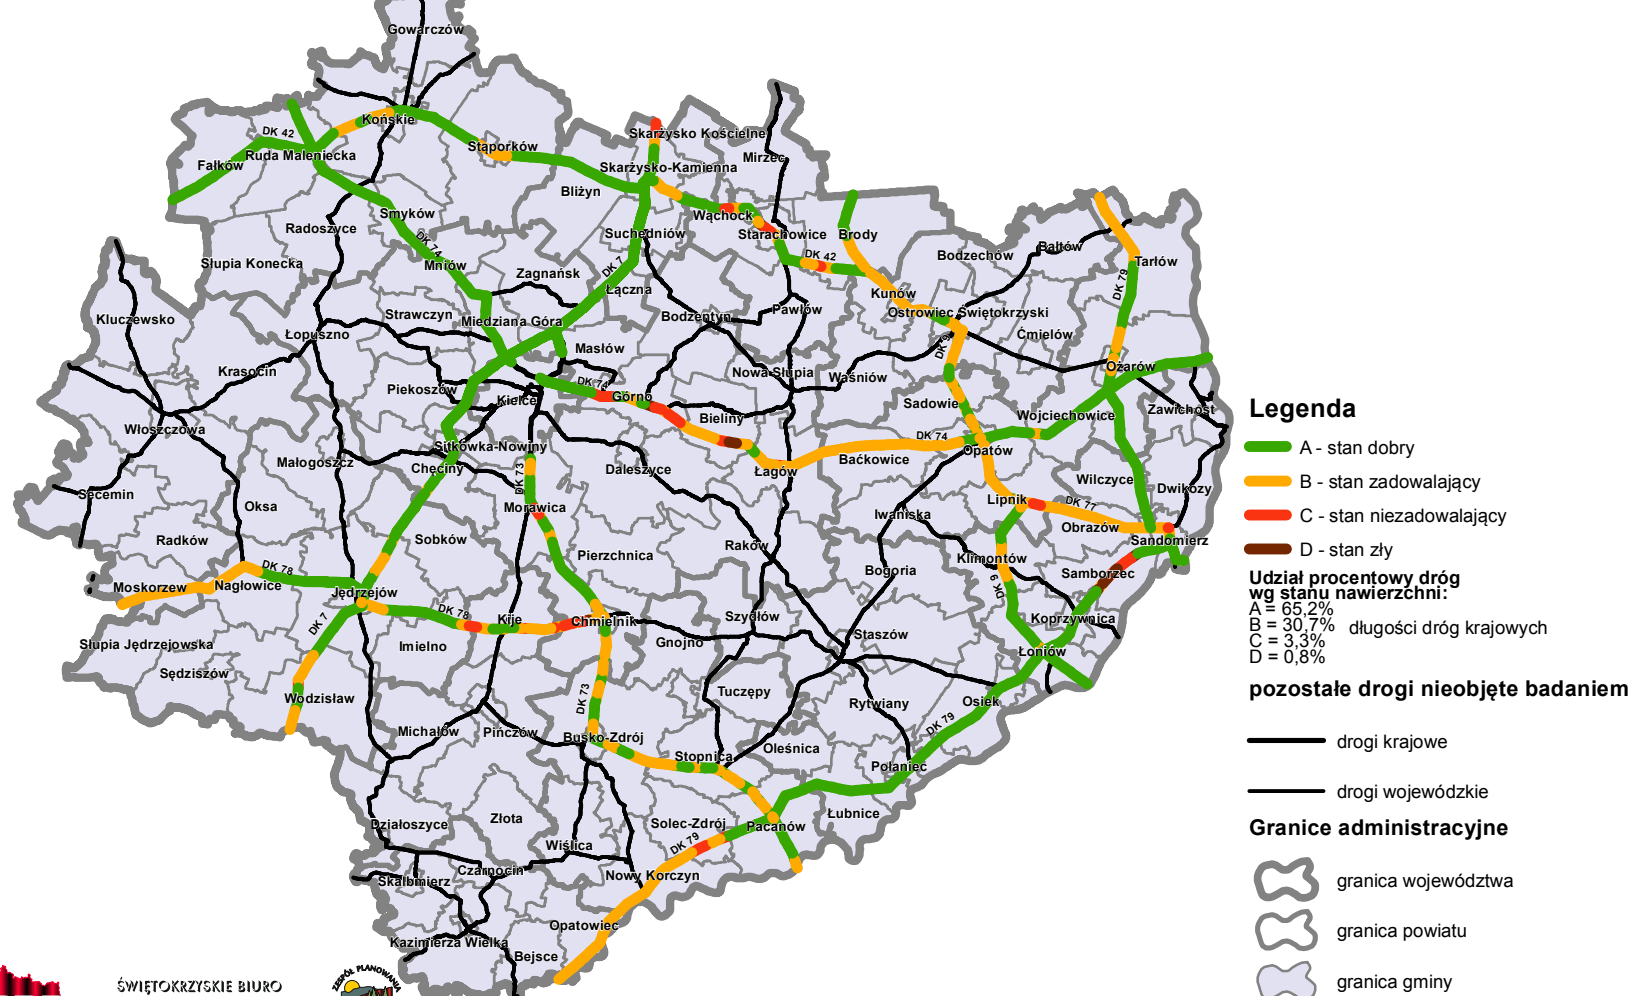 Gowarczów
Końskie
DK 42
Ruda Maleniecka
Fałków
Stąporków
Skarżysko Kościelne
Skarżysko-Kamienna
Mirzec
Bliżyn
Smyków
Radoszyce
DK 74
Wąchock
Suchedniów
Starachowice
Brody
DK 42
Bałtów
Bodzechów
Tarłów
Słupia Konecka
Mniów
Zagnańsk
DK 7
Łączna
Kunów
DK 79
Kluczewsko
Strawczyn
Miedziana Góra
Bodzentyn
Pawłów
Ostrowiec Świętokrzyski
Łopuszno
Masłów
Ćmielów
DK 9
Krasocin
Nowa Słupia
Waśniów
Ożarów
Piekoszów
Kielce
DK 74
Górno
Sadowie
Zawichost
Włoszczowa
Bieliny
Wojciechowice
DK 74
Sitkówka-Nowiny
Opatów
Małogoszcz
Chęciny
Daleszyce
Łagów
Baćkowice
DK 73
Wilczyce
Secemin
Oksa
Morawica
Lipnik
DK 77
Dwikozy
Iwaniska
Obrazów
Radków
Sobków
Pierzchnica
Raków
Sandomierz
Klimontów
DK 78
Bogoria
Samborzec
Moskorzew
Nagłowice
Jędrzejów
DK 9
DK 78
Kije
Chmielnik
Szydłów
Koprzywnica
DK 7
Staszów
Słupia Jędrzejowska
Imielno
Gnojno
Łoniów
Sędziszów
Wodzisław
DK 73
Tuczępy
Rytwiany
Osiek
Michałów
Pińczów
Busko-Zdrój
DK 79
Stopnica
Oleśnica
Połaniec
Działoszyce
Złota
Solec-Zdrój
Pacanów
Łubnice
DK 79
Wiślica
Czarnocin
Skalbmierz
Nowy Korczyn
Opatowiec
Kazimierza Wielka
Bejsce
Legenda
A - stan dobry
B - stan zadowalający
C - stan niezadowalający
D - stan zły
Udział procentowy dróg
wg stanu nawierzchni:
A = 65,2%
B = 30,7%
C = 3,3%
D = 0,8%
długości dróg krajowych
pozostałe drogi nieobjęte badaniem
drogi krajowe
drogi wojewódzkie
Granice administracyjne
granica województwa
granica powiatu
granica gminy
ŚWIĘTOKRZYSKIE BIURO
ZESPÓŁ PLANOWANIA